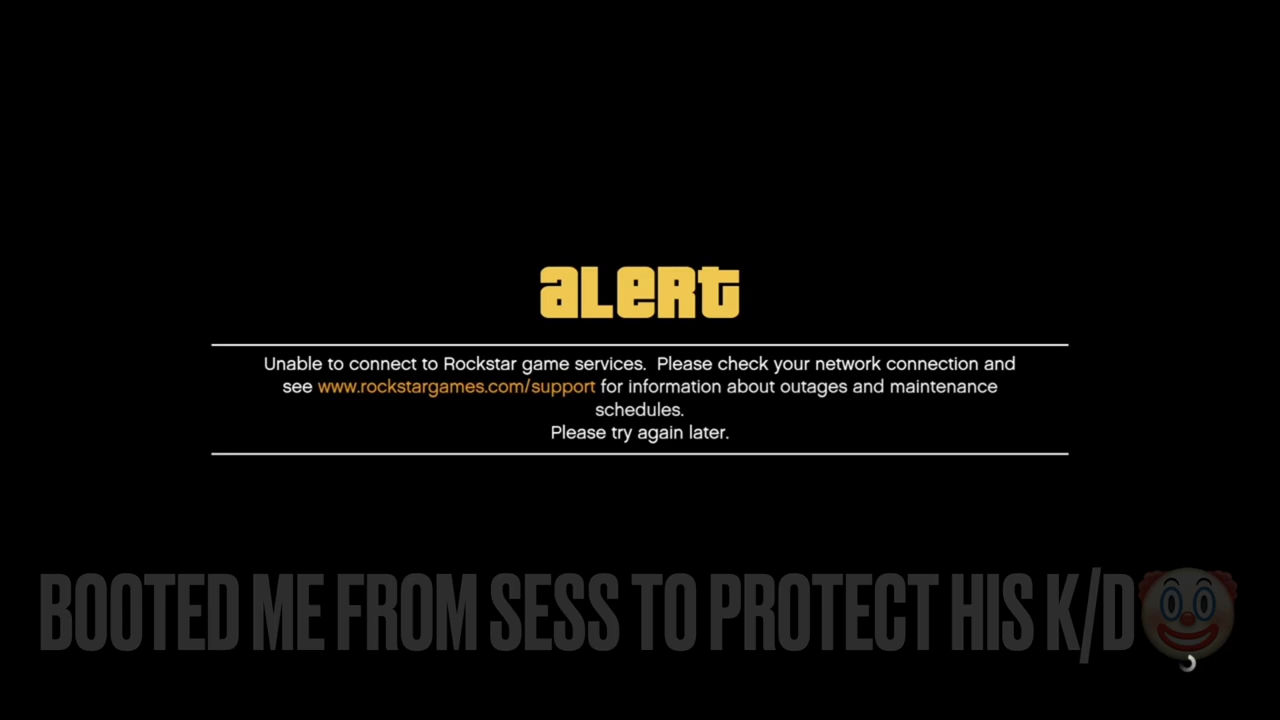 aLeRt
Unable to connect to Rockstar game services.  Please check your network connection and
see www.rockstargames.com/support for information about outages and maintenance
schedules.
Please try again later.
BOOTED ME FROM SESS TO PROTECT HIS K/D🤡